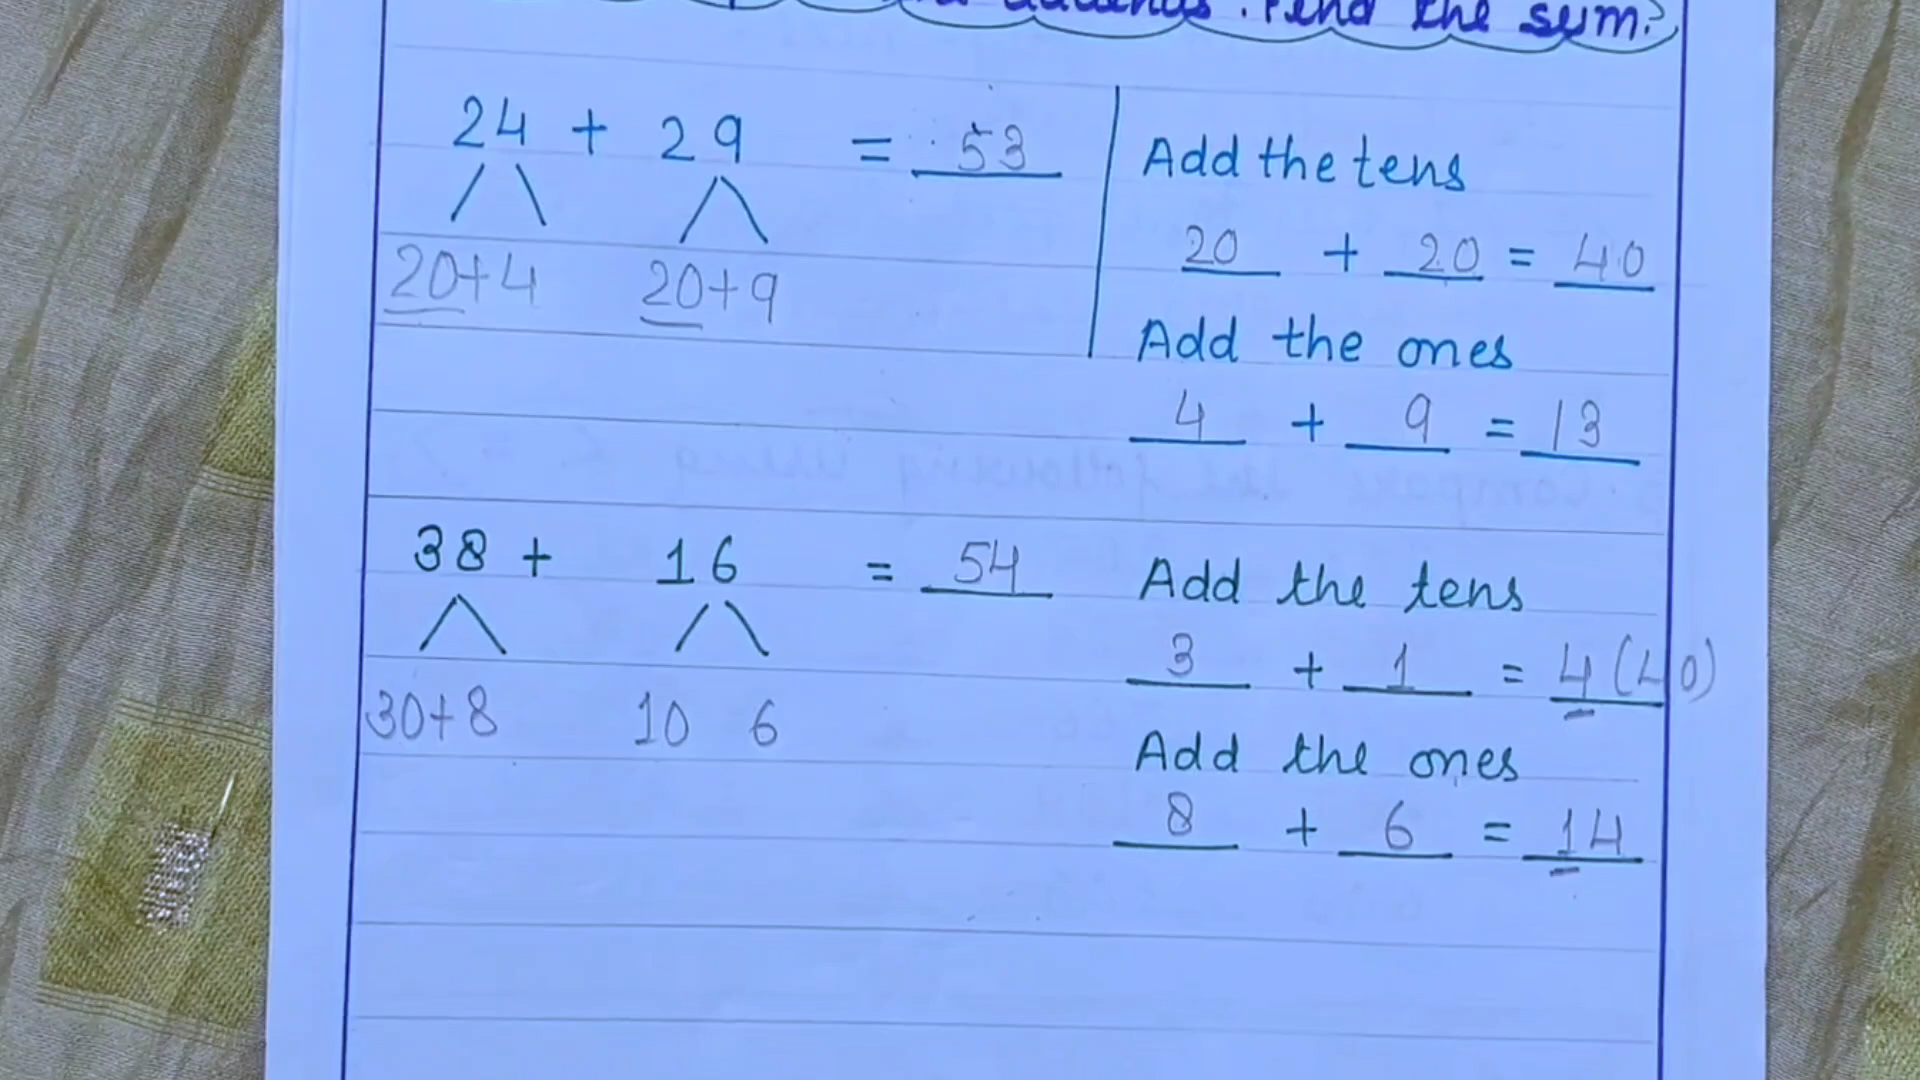 addends. Find the sum.
24 + 29 = 53
20+4 20+9
Add the tens
20 + 20 = 40
Add the ones
4 + 9 = 13
38 + 16 = 54
30+8 10 6
Add the tens
3 + 1 = 4 (40)
Add the ones
8 + 6 = 14